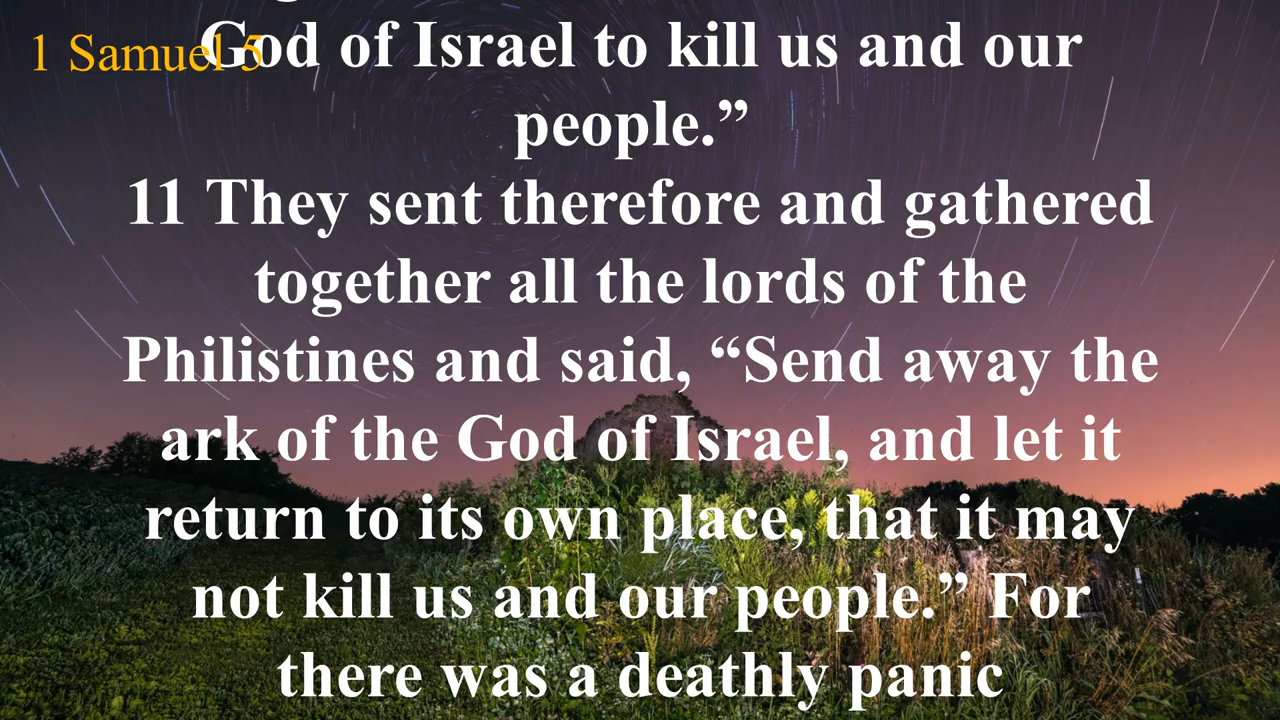 1 Samuel 5
God of Israel to kill us and our
people.”
11 They sent therefore and gathered
together all the lords of the
Philistines and said, “Send away the
ark of the God of Israel, and let it
return to its own place, that it may
not kill us and our people.” For
there was a deathly panic